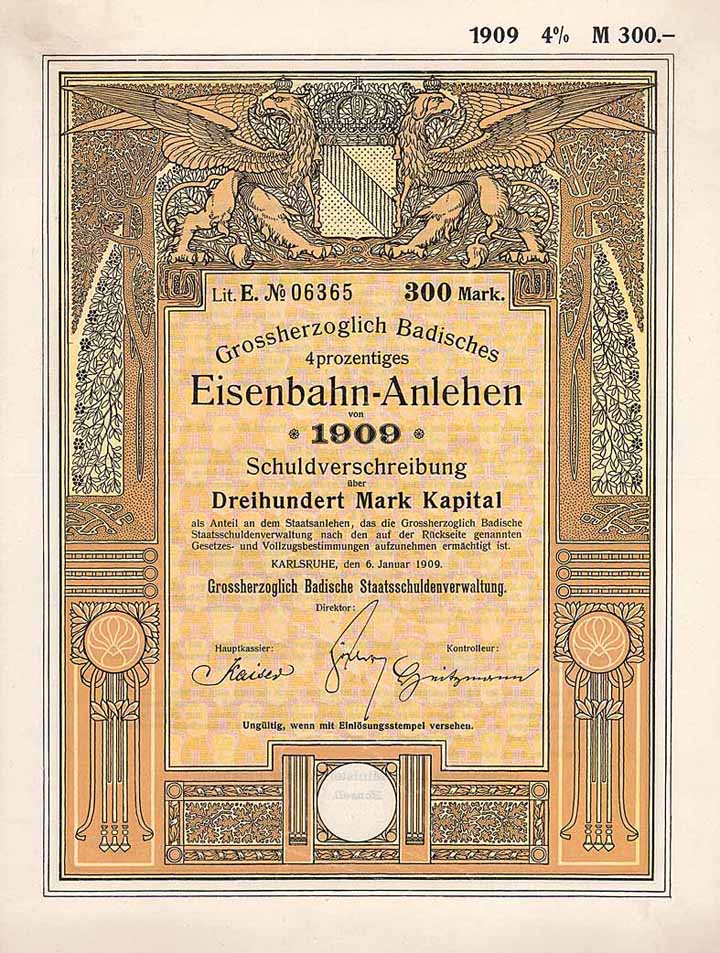 1909 4% M 300.–
Lit. E. № 06365 300 Mark.
Grossherzoglich Badisches
4prozentiges
Eisenbahn-Anlehen
von
1909
Schuldverschreibung
über
Dreihundert Mark Kapital
als Anteil an dem Staatsanlehen, das die Grossherzoglich Badische
Staatsschuldenverwaltung nach den auf der Rückseite genannten
Gesetzes- und Vollzugsbestimmungen aufzunehmen ermächtigt ist.
KARLSRUHE, den 6. Januar 1909.
Grossherzoglich Badische Staatsschuldenverwaltung.
Direktor:
Hauptkassier: Kontrolleur:
Kaiser
Ungültig, wenn mit Einlösungsstempel versehen.